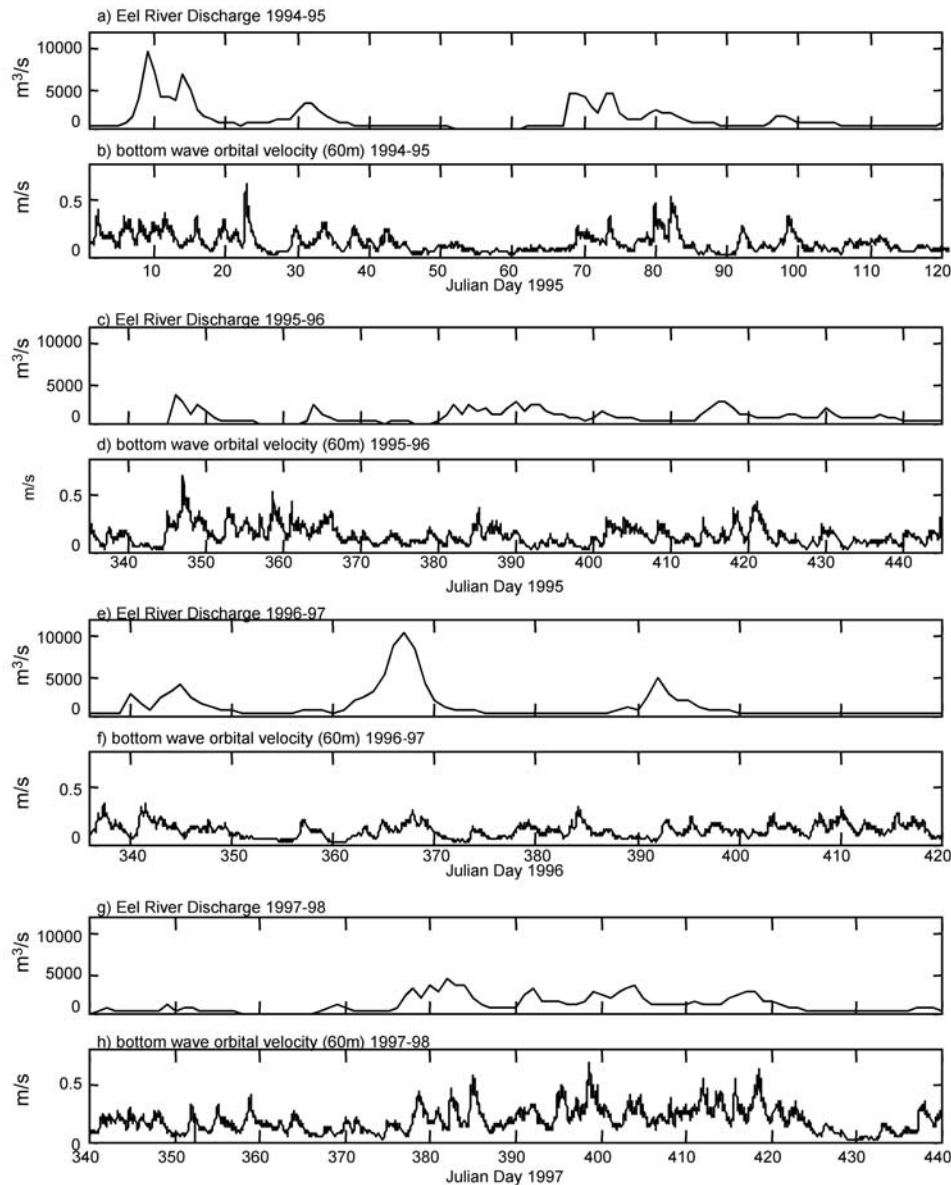 a) Eel River Discharge 1994-95
10000
5000
0
m³/s
b) bottom wave orbital velocity (60m) 1994-95
0.5
0
m/s
10 20 30 40 50 60 70 80 90 100 110 120
Julian Day 1995
c) Eel River Discharge 1995-96
10000
5000
0
m³/s
d) bottom wave orbital velocity (60m) 1995-96
0.5
0
m/s
340 350 360 370 380 390 400 410 420 430 440
Julian Day 1995
e) Eel River Discharge 1996-97
10000
5000
0
m³/s
f) bottom wave orbital velocity (60m) 1996-97
0.5
0
m/s
340 350 360 370 380 390 400 410 420
Julian Day 1996
g) Eel River Discharge 1997-98
10000
5000
0
m³/s
h) bottom wave orbital velocity (60m) 1997-98
0.5
0
m/s
340 350 360 370 380 390 400 410 420 430 440
Julian Day 1997